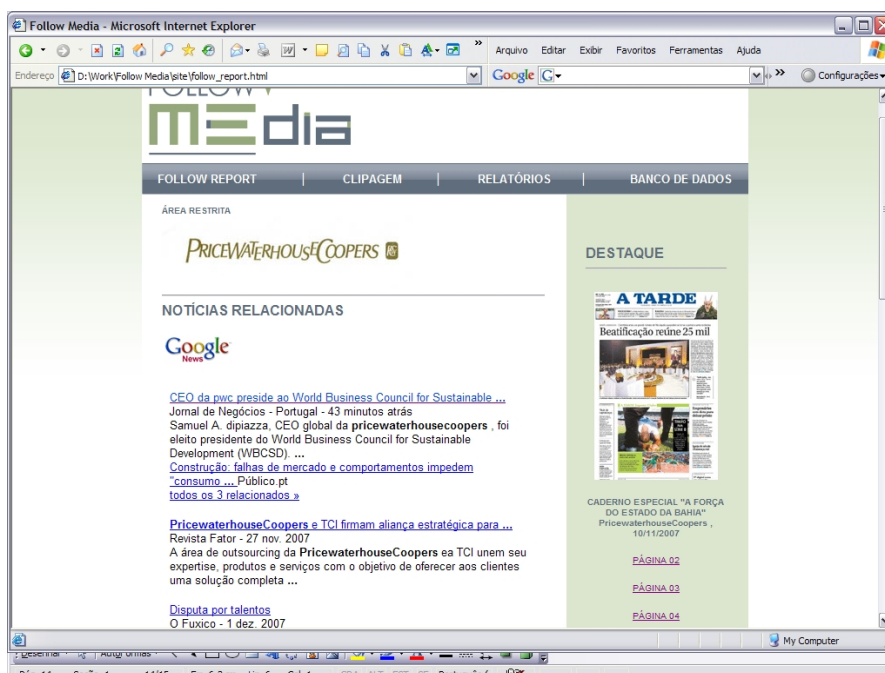 Follow Media - Microsoft Internet Explorer
Arquivo Editar Exibir Favoritos Ferramentas Ajuda
Endereço D:\Work\Follow Media\site\follow_report.html Google G Configurações
FOLLOW
MEdia
FOLLOW REPORT | CLIPAGEM | RELATÓRIOS | BANCO DE DADOS
ÁREA RESTRITA
PRICEWATERHOUSECOOPERS
NOTÍCIAS RELACIONADAS
Google
News
CEO da pwc preside ao World Business Council for Sustainable ...
Jornal de Negócios - Portugal - 43 minutos atrás
Samuel A. dipiazza, CEO global da pricewaterhousecoopers , foi
eleito presidente do World Business Council for Sustainable
Development (WBCSD). ...
Construção: falhas de mercado e comportamentos impedem
"consumo ... Público.pt
todos os 3 relacionados »
PricewaterhouseCoopers e TCI firmam aliança estratégica para ...
Revista Fator - 27 nov. 2007
A área de outsourcing da PricewaterhouseCoopers ea TCI unem seu
expertise, produtos e serviços com o objetivo de oferecer aos clientes
uma solução completa ...
Disputa por talentos
O Fuxico - 1 dez. 2007
DESTAQUE
A TARDE
Beatificação reúne 25 mil
CADERNO ESPECIAL "A FORÇA
DO ESTADO DA BAHIA"
PricewaterhouseCoopers ,
10/11/2007
PÁGINA 02
PÁGINA 03
PÁGINA 04
My Computer
Desenhar AutoFormas